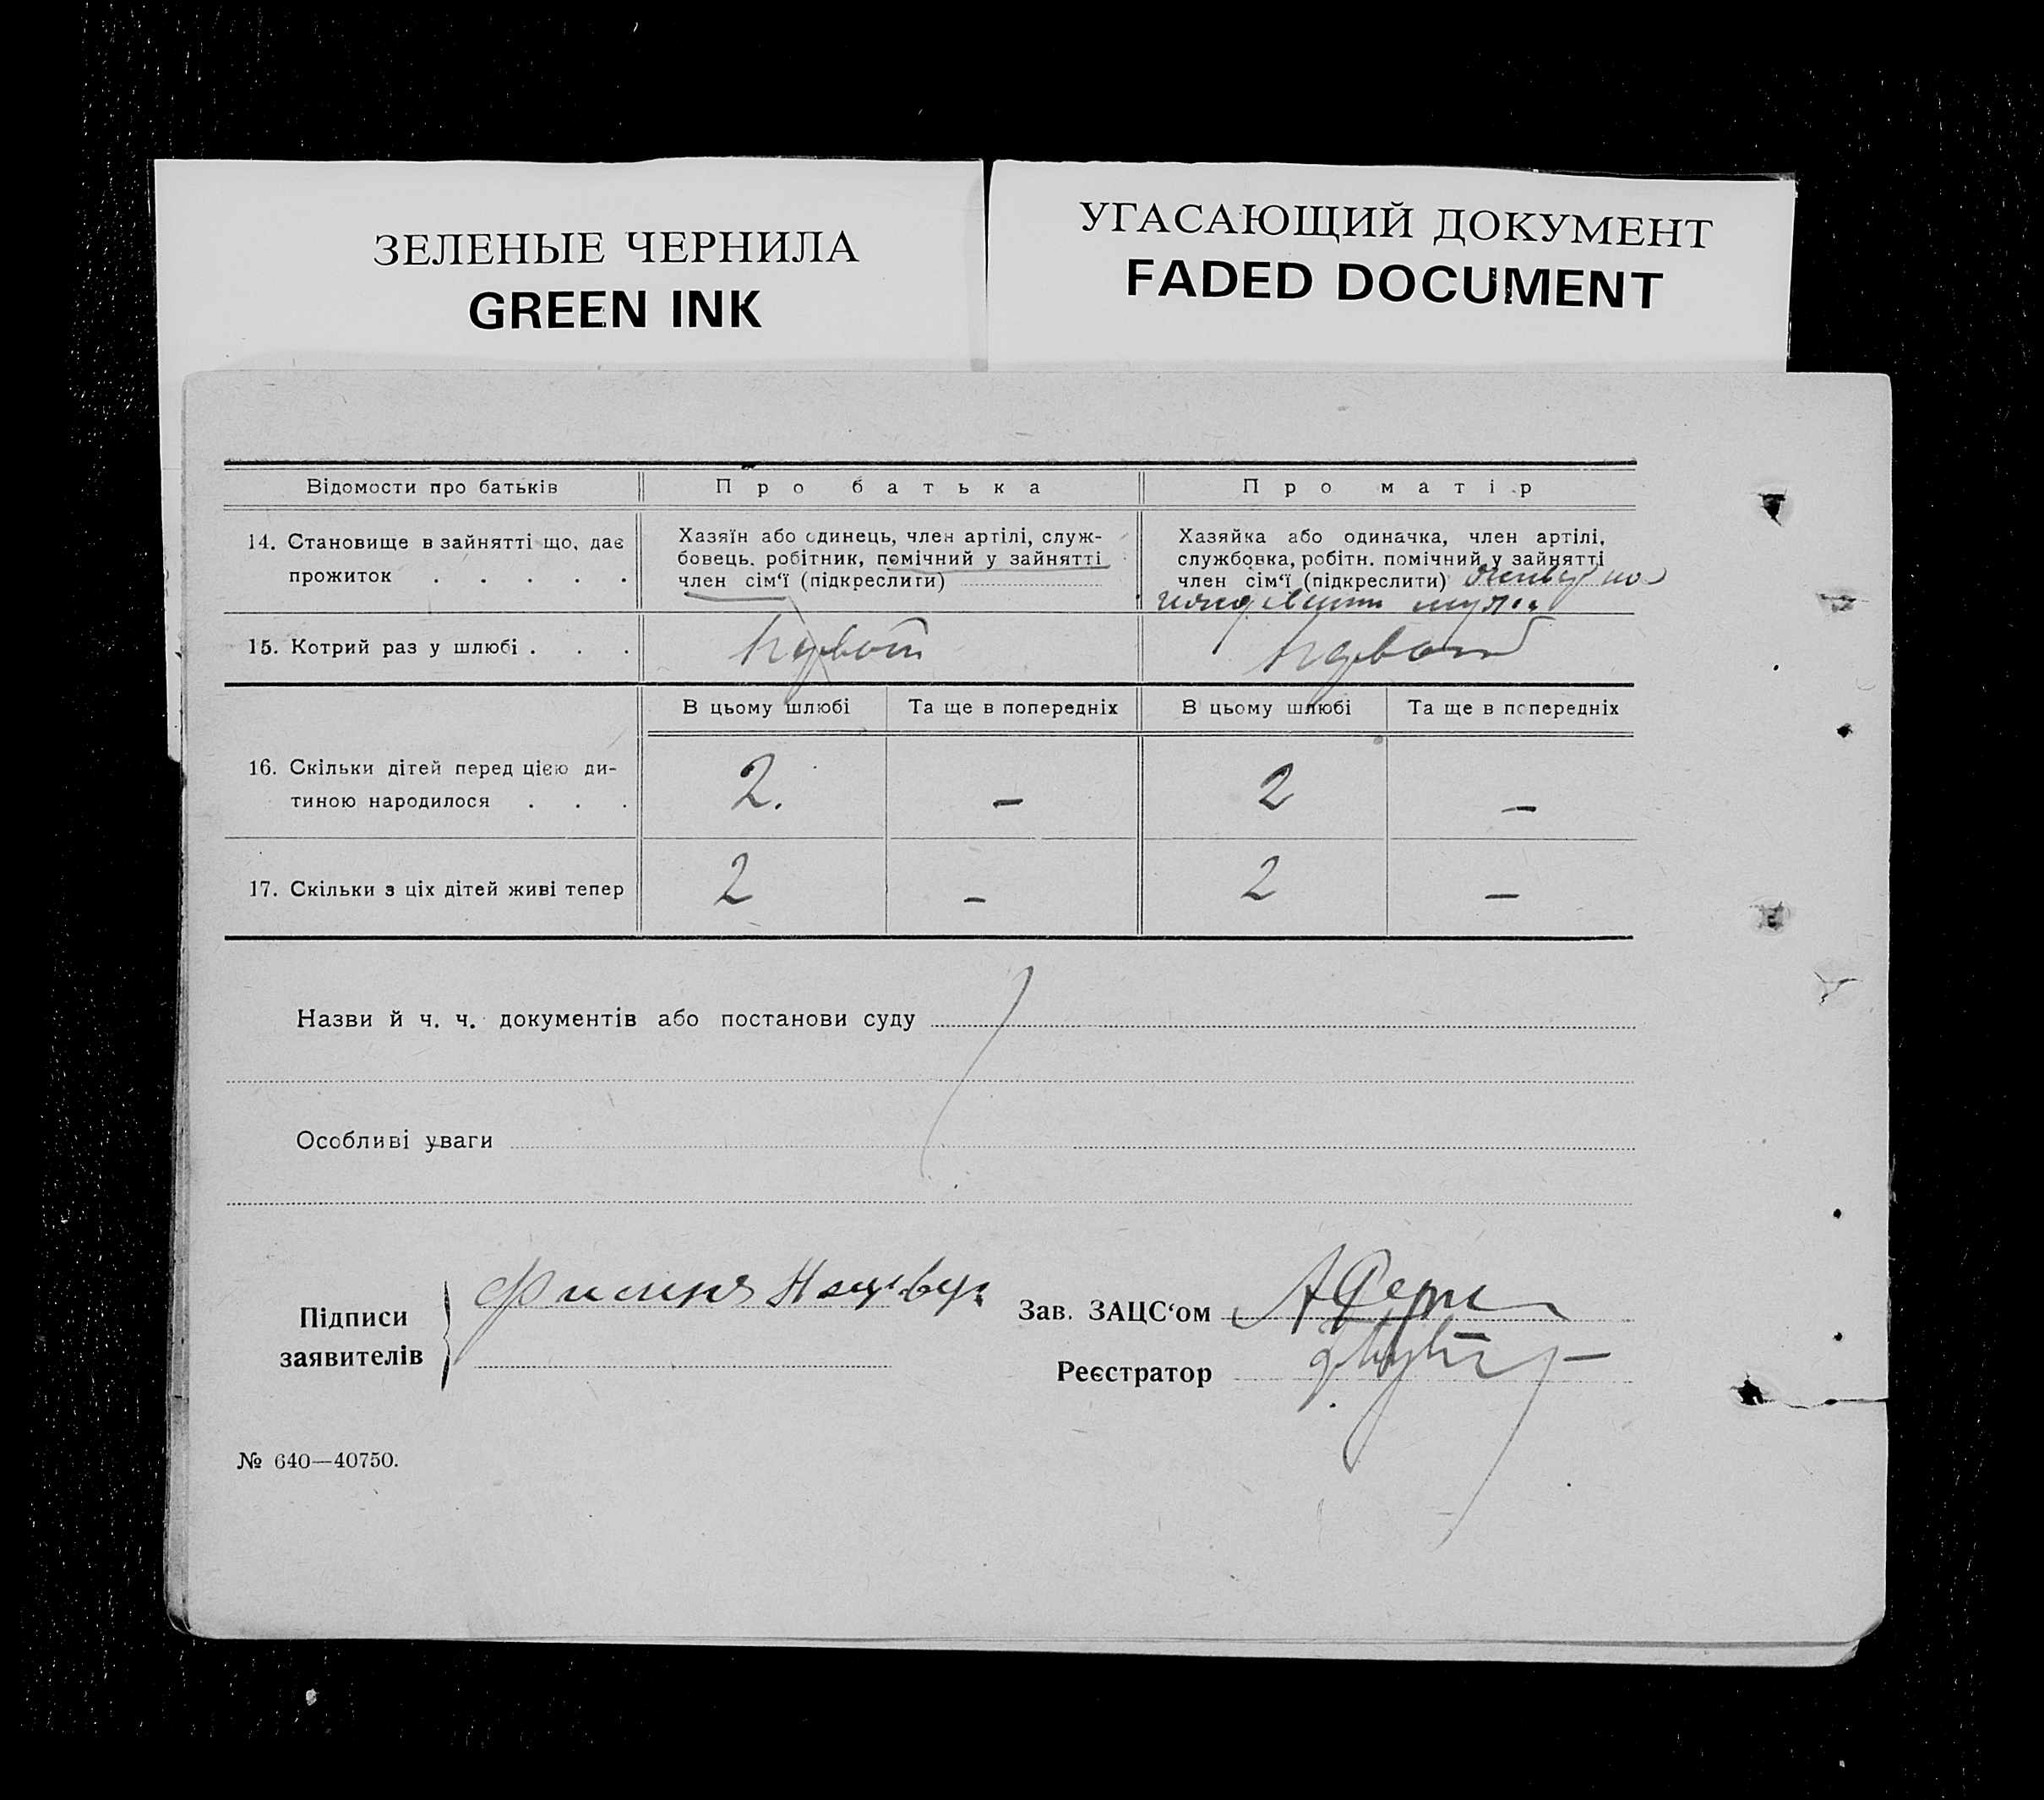 ЗЕЛЕНЫЕ ЧЕРНИЛА
GREEN INK
УГАСАЮЩИЙ ДОКУМЕНТ
FADED DOCUMENT
Відомости про батьків
Про батька
Про матір
14. Становище в зайнятті що, дає
прожиток . . . . .
Хазяїн або одинець, член артілі, служ-
бовець. робітник, помічний у зайнятті
член сім‘ї (підкреслити)
Хазяйка або одиначка, член артілі,
службовка, робітн. помічний у зайнятті
член сім‘ї (підкреслити)
15. Котрий раз у шлюбі . . .
В цьому шлюбі
Та ще в попередніх
В цьому шлюбі
Та ще в попередніх
16. Скільки дітей перед цією ди-
тиною народилося . . .
2.
–
2
–
17. Скільки з ціх дітей живі тепер
2
–
2
–
Назви й ч. ч. документів або постанови суду
Особливі уваги
Підписи
заявителів
Зав. ЗАЦС‘ом
Реєстратор
№ 640—40750.